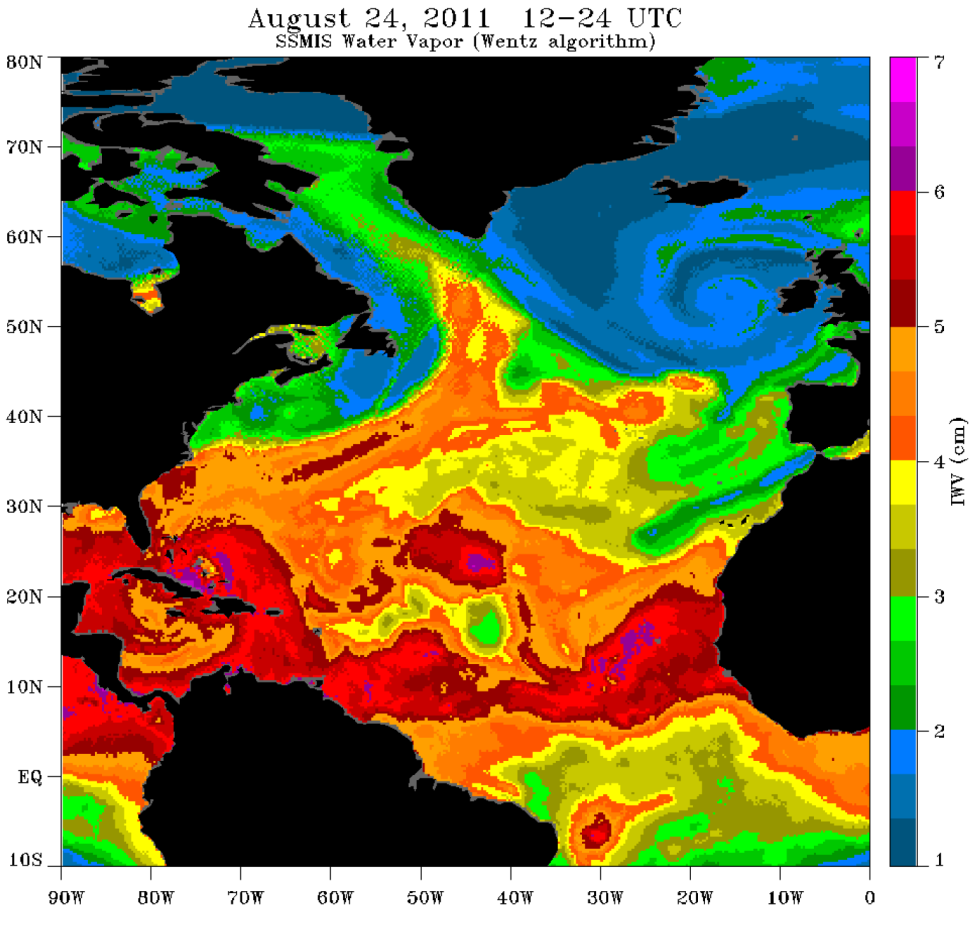 August 24, 2011 12-24 UTC
SSMIS Water Vapor (Wentz algorithm)
80N
70N
60N
50N
40N
30N
20N
10N
EQ
10S
90W 80W 70W 60W 50W 40W 30W 20W 10W 0
7
6
5
4
3
2
1
IWV (cm)